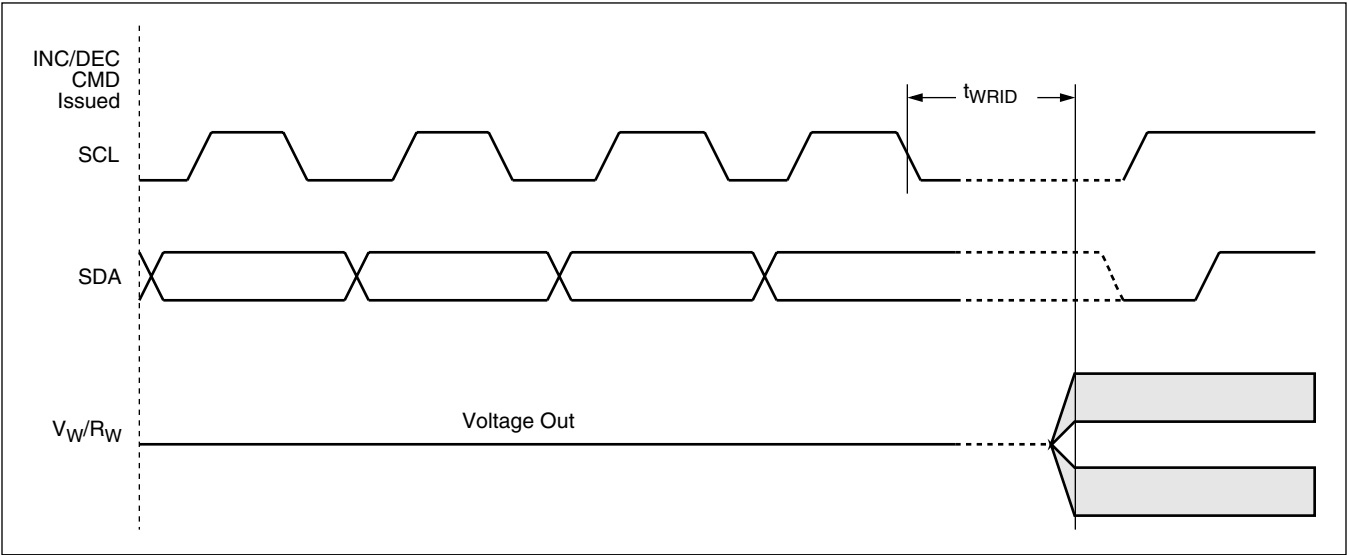 INC/DEC
CMD
Issued
tWRID
SCL
SDA
Voltage Out
VW/RW